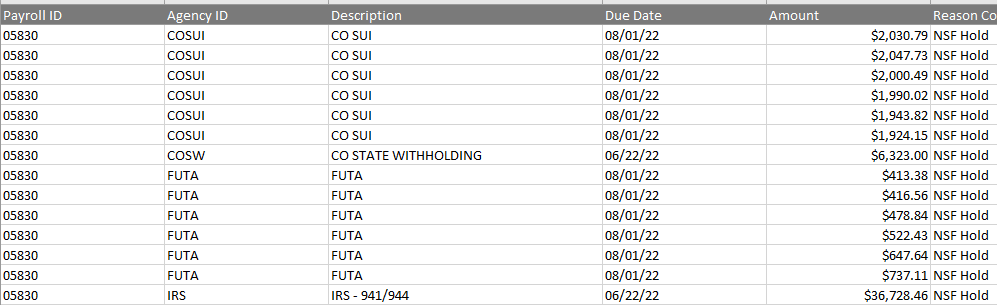 Payroll ID Agency ID Description Due Date Amount Reason Co
05830 COSUI CO SUI 08/01/22 $2,030.79 NSF Hold
05830 COSUI CO SUI 08/01/22 $2,047.73 NSF Hold
05830 COSUI CO SUI 08/01/22 $2,000.49 NSF Hold
05830 COSUI CO SUI 08/01/22 $1,990.02 NSF Hold
05830 COSUI CO SUI 08/01/22 $1,943.82 NSF Hold
05830 COSUI CO SUI 08/01/22 $1,924.15 NSF Hold
05830 COSW CO STATE WITHHOLDING 06/22/22 $6,323.00 NSF Hold
05830 FUTA FUTA 08/01/22 $413.38 NSF Hold
05830 FUTA FUTA 08/01/22 $416.56 NSF Hold
05830 FUTA FUTA 08/01/22 $478.84 NSF Hold
05830 FUTA FUTA 08/01/22 $522.43 NSF Hold
05830 FUTA FUTA 08/01/22 $647.64 NSF Hold
05830 FUTA FUTA 08/01/22 $737.11 NSF Hold
05830 IRS IRS - 941/944 06/22/22 $36,728.46 NSF Hold